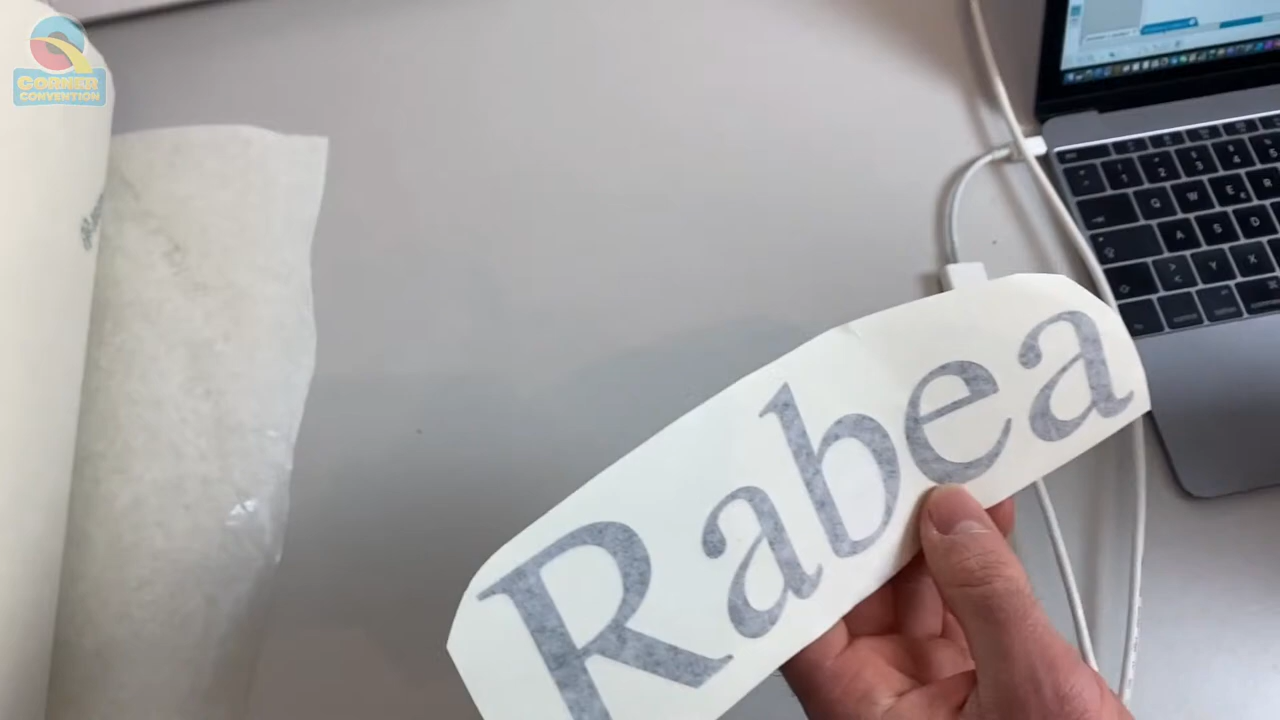 CORNER
CONVENTION
Rabea
Q W E R
A S D
Y X